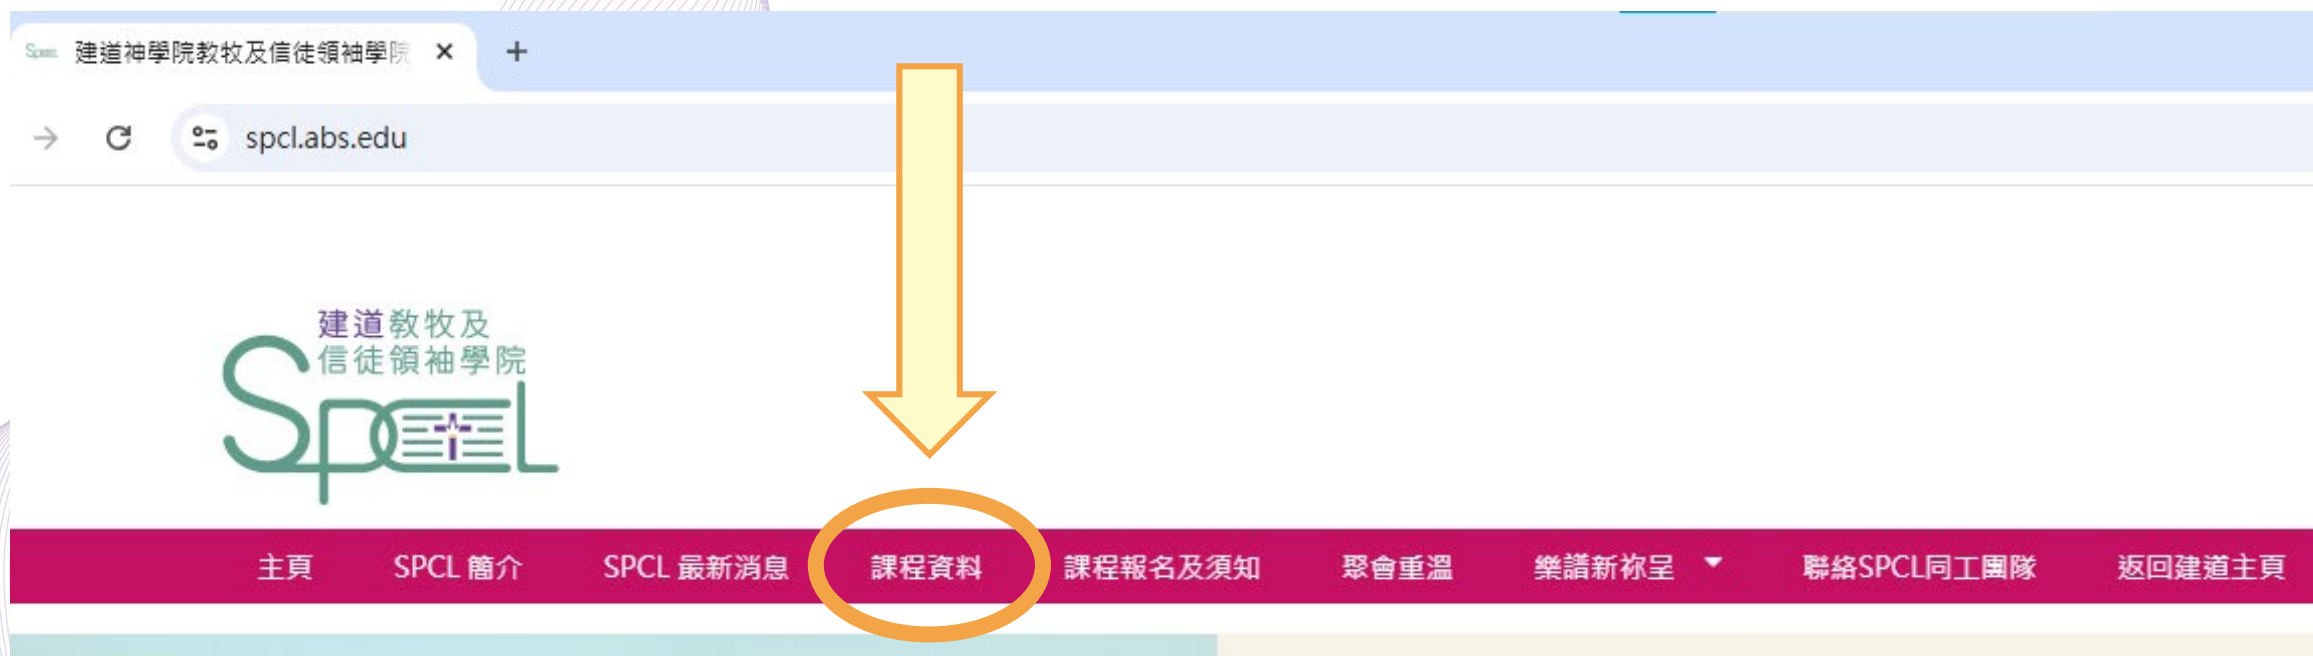 建道神學院教牧及信徒領袖學院
spcl.abs.edu
建道教牧及
信徒領袖學院
SPCL
主頁 SPCL 簡介 SPCL 最新消息 課程資料 課程報名及須知 聚會重溫 樂譜新祢呈 聯絡SPCL同工團隊 返回建道主頁